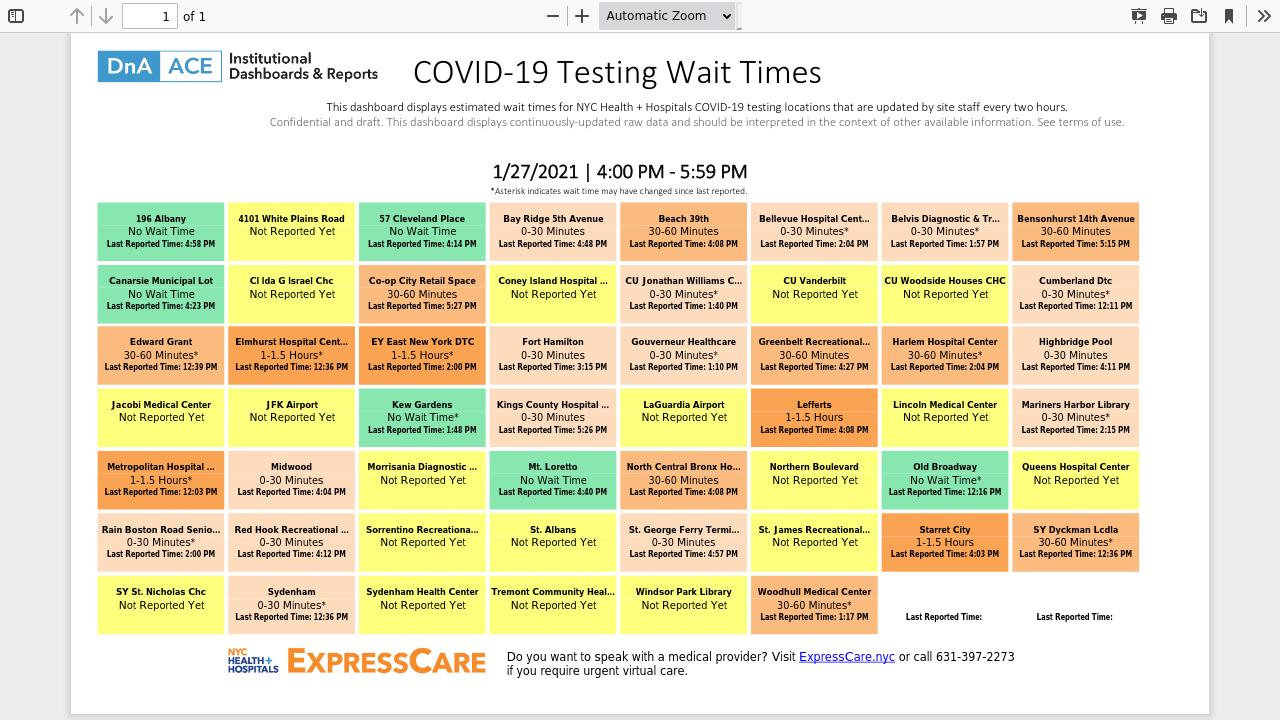 1 of 1
Automatic Zoom
DnA ACE Institutional
Dashboards & Reports
COVID-19 Testing Wait Times
This dashboard displays estimated wait times for NYC Health + Hospitals COVID-19 testing locations that are updated by site staff every two hours.
Confidential and draft. This dashboard displays continuously-updated raw data and should be interpreted in the context of other available information. See terms of use.
1/27/2021 | 4:00 PM - 5:59 PM
*Asterisk indicates wait time may have changed since last reported.
196 Albany
No Wait Time
Last Reported Time: 4:58 PM
4101 White Plains Road
Not Reported Yet
57 Cleveland Place
No Wait Time
Last Reported Time: 4:14 PM
Bay Ridge 5th Avenue
0-30 Minutes
Last Reported Time: 4:48 PM
Beach 39th
30-60 Minutes
Last Reported Time: 4:08 PM
Bellevue Hospital Cent...
0-30 Minutes*
Last Reported Time: 2:04 PM
Belvis Diagnostic & Tr...
0-30 Minutes*
Last Reported Time: 1:57 PM
Bensonhurst 14th Avenue
30-60 Minutes
Last Reported Time: 5:15 PM
Canarsie Municipal Lot
No Wait Time
Last Reported Time: 4:23 PM
CI Ida G Israel Chc
Not Reported Yet
Co-op City Retail Space
30-60 Minutes
Last Reported Time: 5:27 PM
Coney Island Hospital ...
Not Reported Yet
CU Jonathan Williams C...
0-30 Minutes*
Last Reported Time: 1:40 PM
CU Vanderbilt
Not Reported Yet
CU Woodside Houses CHC
Not Reported Yet
Cumberland Dtc
0-30 Minutes*
Last Reported Time: 12:11 PM
Edward Grant
30-60 Minutes*
Last Reported Time: 12:39 PM
Elmhurst Hospital Cent...
1-1.5 Hours*
Last Reported Time: 12:36 PM
EY East New York DTC
1-1.5 Hours*
Last Reported Time: 2:00 PM
Fort Hamilton
0-30 Minutes
Last Reported Time: 3:15 PM
Gouverneur Healthcare
0-30 Minutes*
Last Reported Time: 1:10 PM
Greenbelt Recreational...
30-60 Minutes
Last Reported Time: 4:27 PM
Harlem Hospital Center
30-60 Minutes*
Last Reported Time: 2:04 PM
Highbridge Pool
0-30 Minutes
Last Reported Time: 4:11 PM
Jacobi Medical Center
Not Reported Yet
JFK Airport
Not Reported Yet
Kew Gardens
No Wait Time*
Last Reported Time: 1:48 PM
Kings County Hospital ...
0-30 Minutes
Last Reported Time: 5:26 PM
LaGuardia Airport
Not Reported Yet
Lefferts
1-1.5 Hours
Last Reported Time: 4:08 PM
Lincoln Medical Center
Not Reported Yet
Mariners Harbor Library
0-30 Minutes*
Last Reported Time: 2:15 PM
Metropolitan Hospital ...
1-1.5 Hours*
Last Reported Time: 12:03 PM
Midwood
0-30 Minutes
Last Reported Time: 4:04 PM
Morrisania Diagnostic ...
Not Reported Yet
Mt. Loretto
No Wait Time
Last Reported Time: 4:40 PM
North Central Bronx Ho...
30-60 Minutes
Last Reported Time: 4:08 PM
Northern Boulevard
Not Reported Yet
Old Broadway
No Wait Time*
Last Reported Time: 12:16 PM
Queens Hospital Center
Not Reported Yet
Rain Boston Road Senio...
0-30 Minutes*
Last Reported Time: 2:00 PM
Red Hook Recreational ...
0-30 Minutes
Last Reported Time: 4:12 PM
Sorrentino Recreationa...
Not Reported Yet
St. Albans
Not Reported Yet
St. George Ferry Termi...
0-30 Minutes
Last Reported Time: 4:57 PM
St. James Recreational...
Not Reported Yet
Starret City
1-1.5 Hours
Last Reported Time: 4:03 PM
SY Dyckman Lcdla
30-60 Minutes*
Last Reported Time: 12:36 PM
SY St. Nicholas Chc
Not Reported Yet
Sydenham
0-30 Minutes*
Last Reported Time: 12:36 PM
Sydenham Health Center
Not Reported Yet
Tremont Community Heal...
Not Reported Yet
Windsor Park Library
Not Reported Yet
Woodhull Medical Center
30-60 Minutes*
Last Reported Time: 1:17 PM
Last Reported Time:
Last Reported Time:
NYC
HEALTH+
HOSPITALS
EXPRESSCARE
Do you want to speak with a medical provider? Visit ExpressCare.nyc or call 631-397-2273
if you require urgent virtual care.